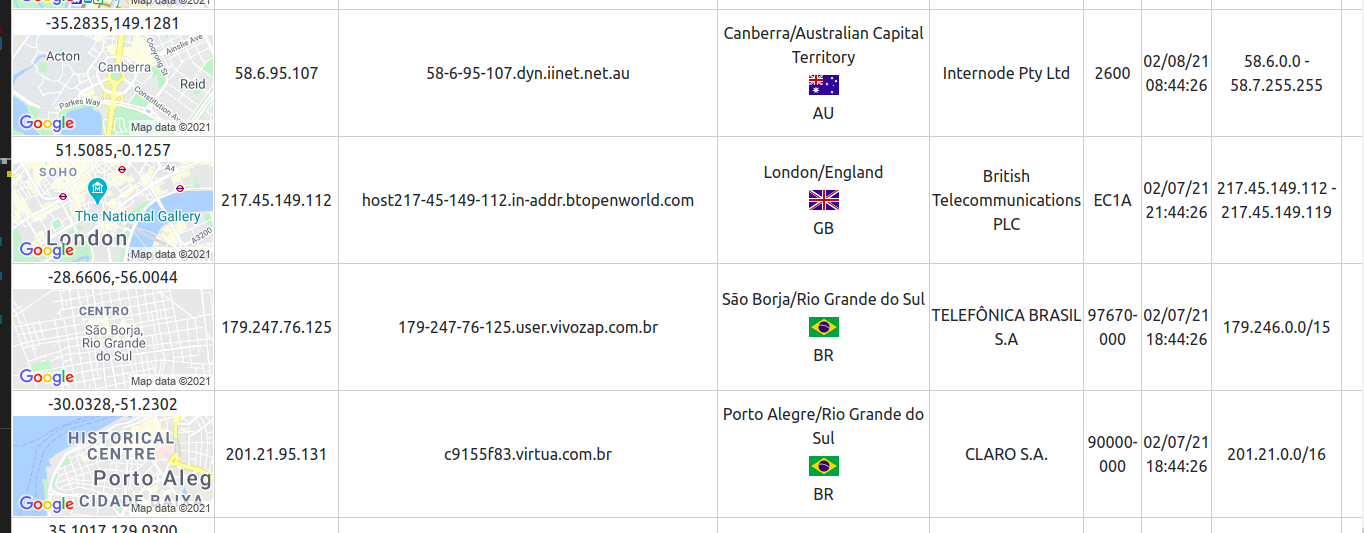 Map data ©2021
-35.2835,149.1281
Acton
Canberra
Cooyong St
Ainslie Ave
Reid
Parkes Way
Constitution Ave
Google
Map data ©2021
58.6.95.107
58-6-95-107.dyn.iinet.net.au
Canberra/Australian Capital
Territory
AU
Internode Pty Ltd
2600
02/08/21
08:44:26
58.6.0.0 -
58.7.255.255
51.5085,-0.1257
SOHO
A4
The National Gallery
London
A3200
Google
Map data ©2021
217.45.149.112
host217-45-149-112.in-addr.btopenworld.com
London/England
GB
British
Telecommunications
PLC
EC1A
02/07/21
21:44:26
217.45.149.112 -
217.45.149.119
-28.6606,-56.0044
CENTRO
São Borja,
Rio Grande
do Sul
Google
Map data ©2021
179.247.76.125
179-247-76-125.user.vivozap.com.br
São Borja/Rio Grande do Sul
BR
TELEFÔNICA BRASIL
S.A
97670-
000
02/07/21
18:44:26
179.246.0.0/15
-30.0328,-51.2302
HISTORICAL
CENTRE
Porto Aleg
CIDADE BAIXA
Google
Map data ©2021
201.21.95.131
c9155f83.virtua.com.br
Porto Alegre/Rio Grande do
Sul
BR
CLARO S.A.
90000-
000
02/07/21
18:44:26
201.21.0.0/16
35.1017,129.0300